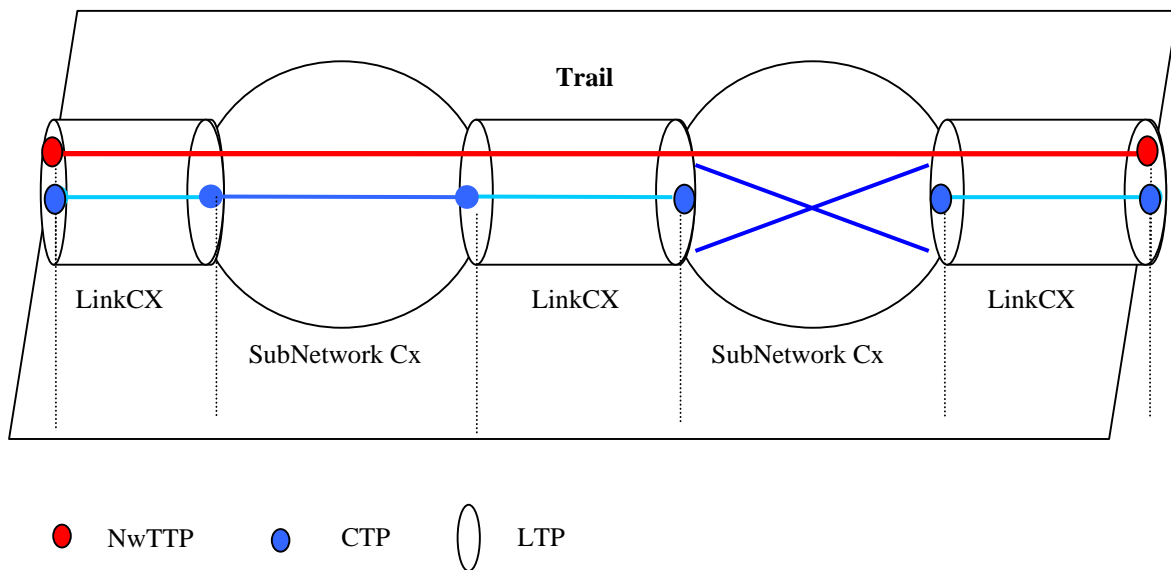 Trail
LinkCX
LinkCX
LinkCX
SubNetwork Cx
SubNetwork Cx
NwTTP
CTP
LTP